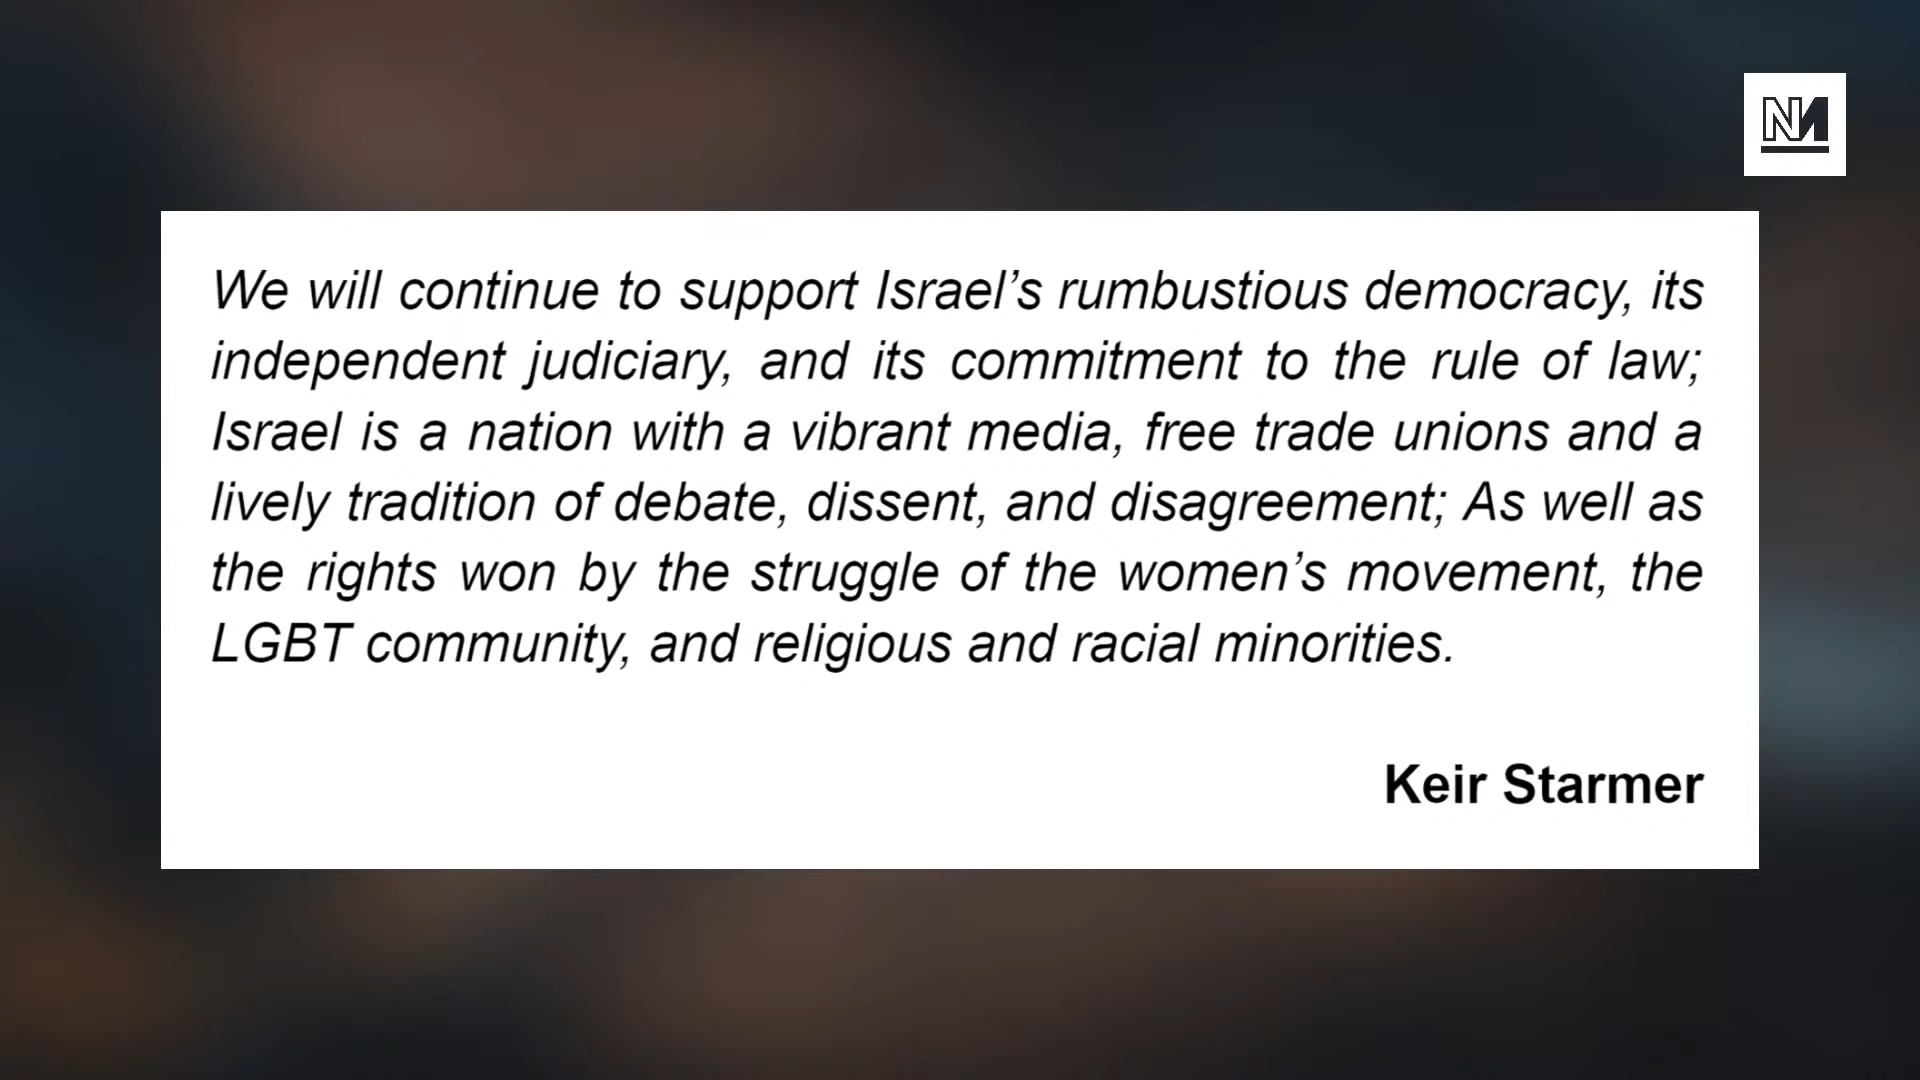 NM
We will continue to support Israel’s rumbustious democracy, its
independent judiciary, and its commitment to the rule of law;
Israel is a nation with a vibrant media, free trade unions and a
lively tradition of debate, dissent, and disagreement; As well as
the rights won by the struggle of the women’s movement, the
LGBT community, and religious and racial minorities.
Keir Starmer